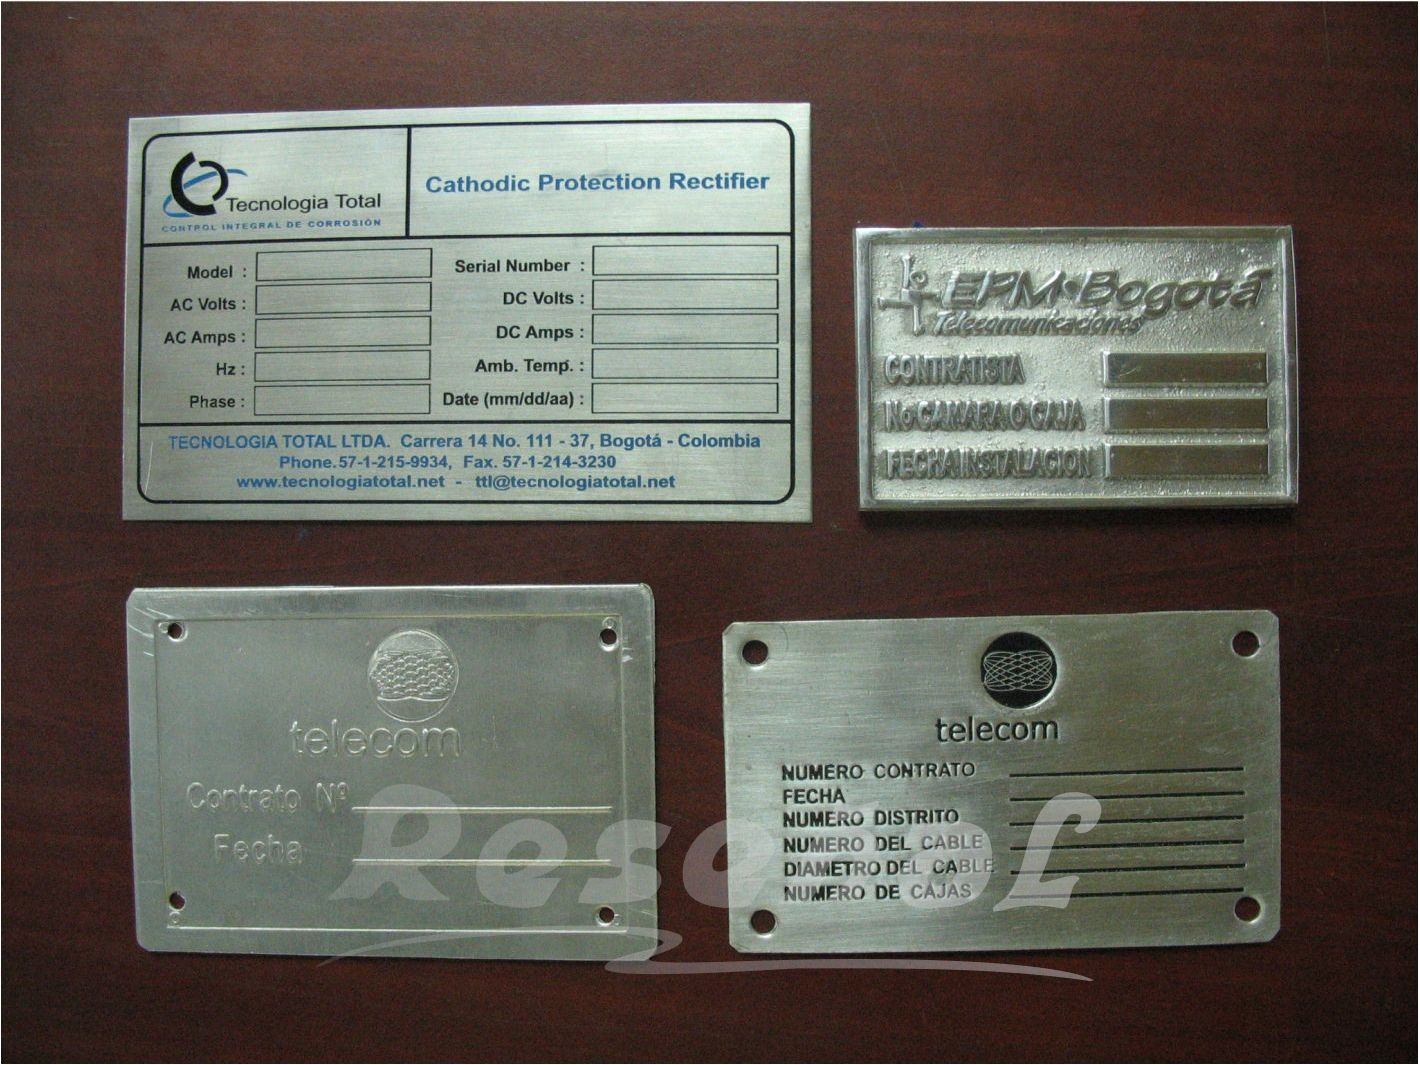 Tecnologia Total
CONTROL INTEGRAL DE CORROSIÓN
Cathodic Protection Rectifier
Model :
Serial Number :
AC Volts :
DC Volts :
AC Amps :
DC Amps :
Hz :
Amb. Temp. :
Phase :
Date (mm/dd/aa) :
TECNOLOGIA TOTAL LTDA. Carrera 14 No. 111 - 37, Bogotá - Colombia
Phone. 57-1-215-9934, Fax. 57-1-214-3230
www.tecnologiatotal.net - ttl@tecnologiatotal.net
EPM•Bogotá
Telecomunicaciones
CONTRATISTA
No CAMARA O CAJA
FECHA INSTALACION
telecom
Contrato Nº
Fecha
telecom
NUMERO CONTRATO
FECHA
NUMERO DISTRITO
NUMERO DEL CABLE
DIAMETRO DEL CABLE
NUMERO DE CAJAS